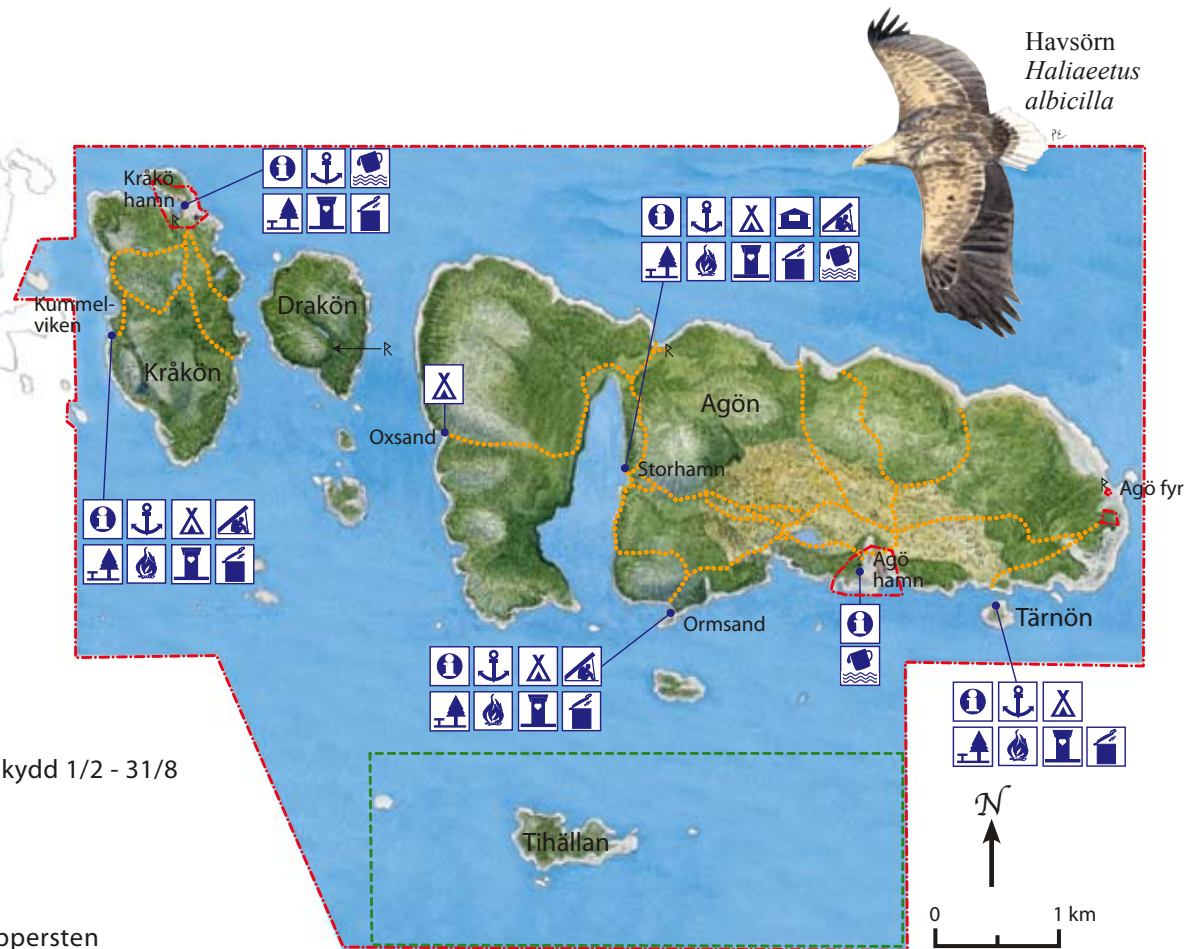 Havsörn
Haliaeetus
albicilla
PE
Kråkö
hamn
R
Drakön
Kummel-
viken
R
Kråkön
Agön
R
Oxsand
Storhamn
R
Agö fyr
Agö
hamn
Ormsand
Tärnön
kydd 1/2 - 31/8
N
Tihällan
0
1 km
ppersten